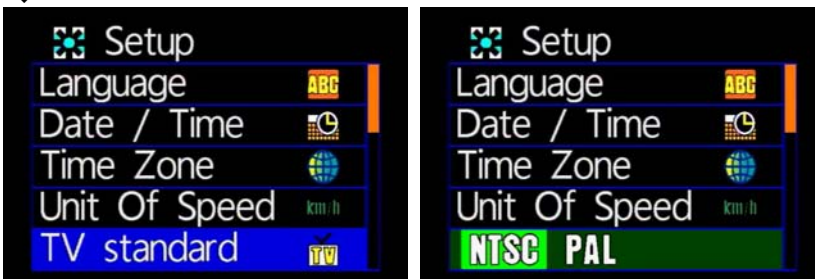 Setup
Language ABC
Date / Time
Time Zone
Unit Of Speed km/h
TV standard TV
Setup
Language ABC
Date / Time
Time Zone
Unit Of Speed km/h
NTSC PAL